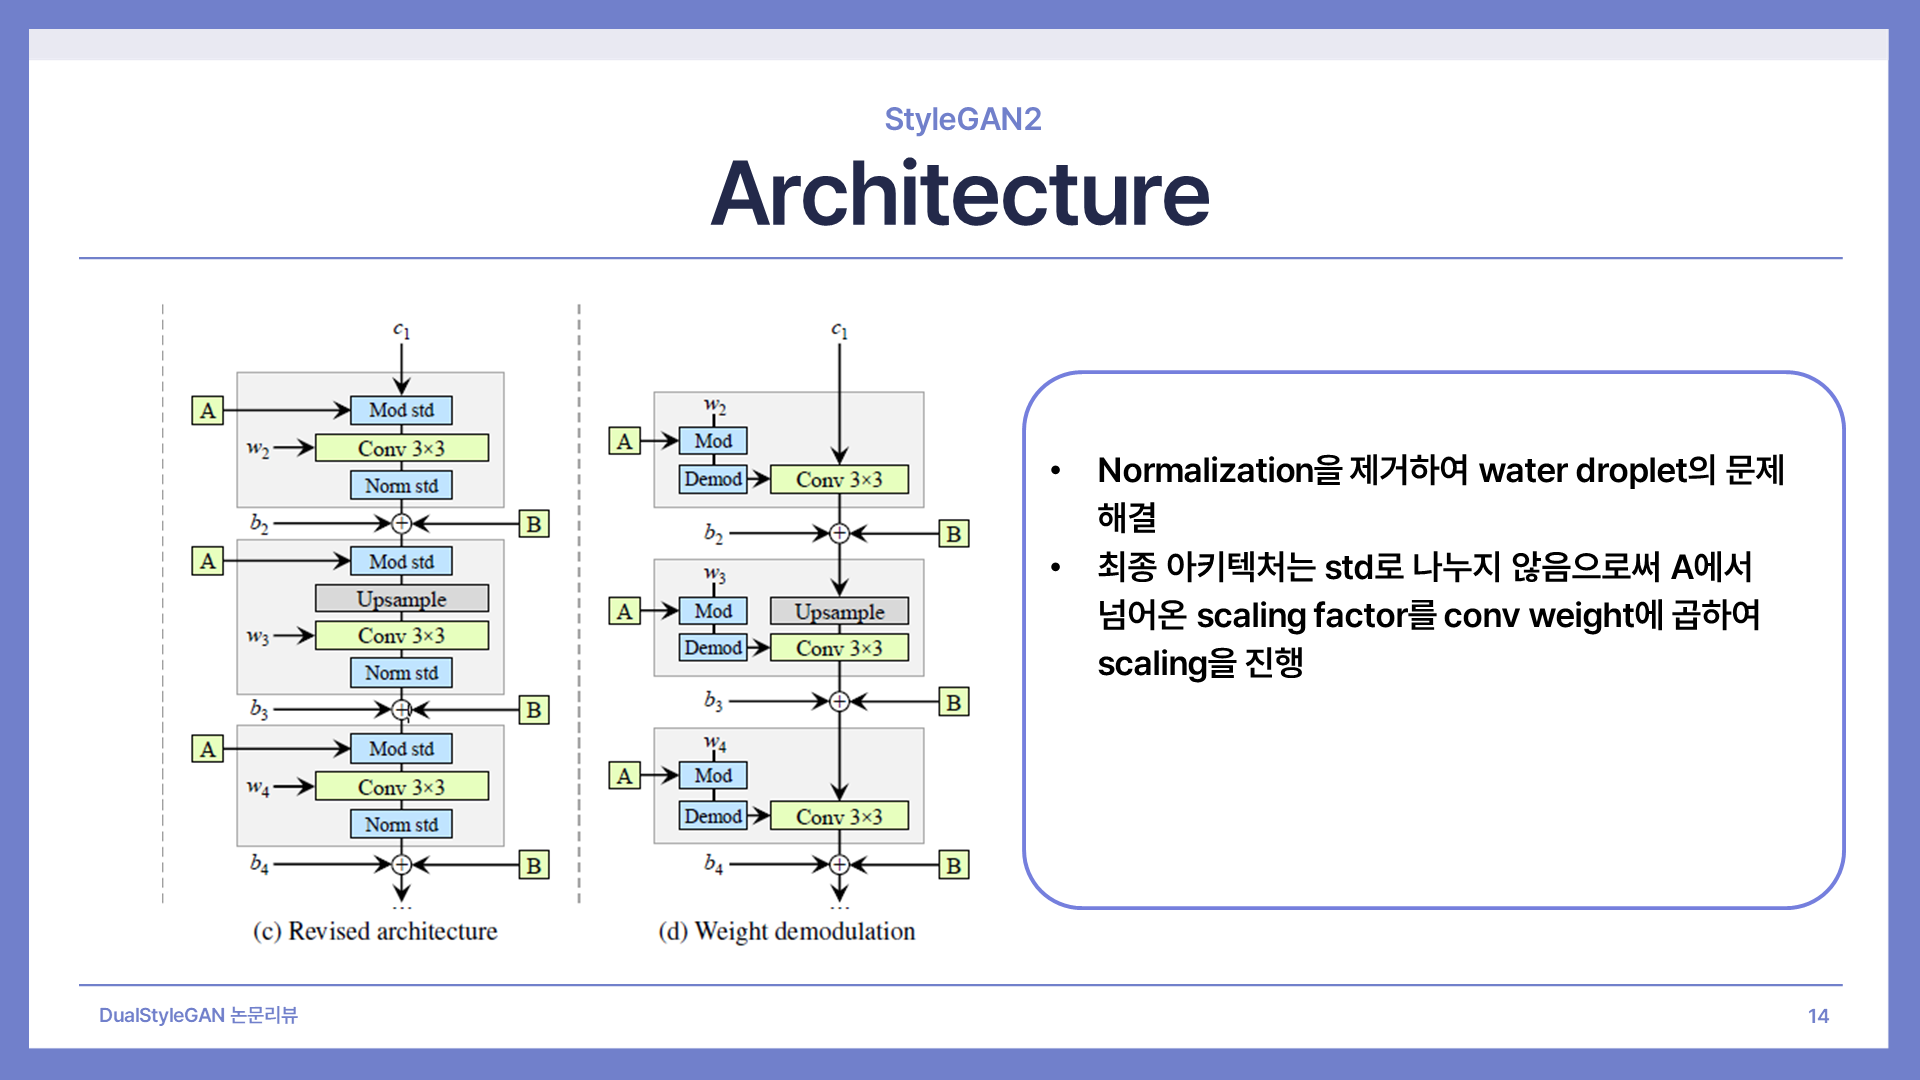 StyleGAN2
Architecture
c1
A
Mod std
w2
Conv 3×3
Norm std
b2
B
A
Mod std
Upsample
w3
Conv 3×3
Norm std
b3
B
A
Mod std
w4
Conv 3×3
Norm std
b4
B
...
(c) Revised architecture
c1
w2
A
Mod
Demod
Conv 3×3
b2
B
w3
A
Mod
Upsample
Demod
Conv 3×3
b3
B
w4
A
Mod
Demod
Conv 3×3
b4
B
...
(d) Weight demodulation
• Normalization을 제거하여 water droplet의 문제
해결
• 최종 아키텍처는 std로 나누지 않음으로써 A에서
넘어온 scaling factor를 conv weight에 곱하여
scaling을 진행
DualStyleGAN 논문리뷰
14